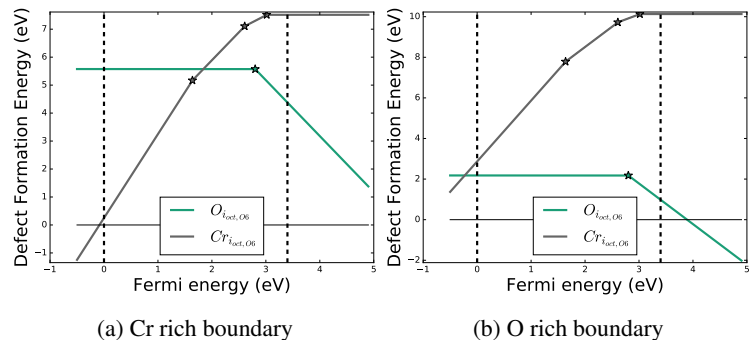 7
6
5
4
3
2
1
0
−1
Defect Formation Energy (eV)
O_{i_{oct,O6}}
Cr_{i_{oct,O6}}
−1 0 1 2 3 4 5
Fermi energy (eV)
(a) Cr rich boundary
10
8
6
4
2
0
−2
Defect Formation Energy (eV)
O_{i_{oct,O6}}
Cr_{i_{oct,O6}}
−1 0 1 2 3 4 5
Fermi energy (eV)
(b) O rich boundary